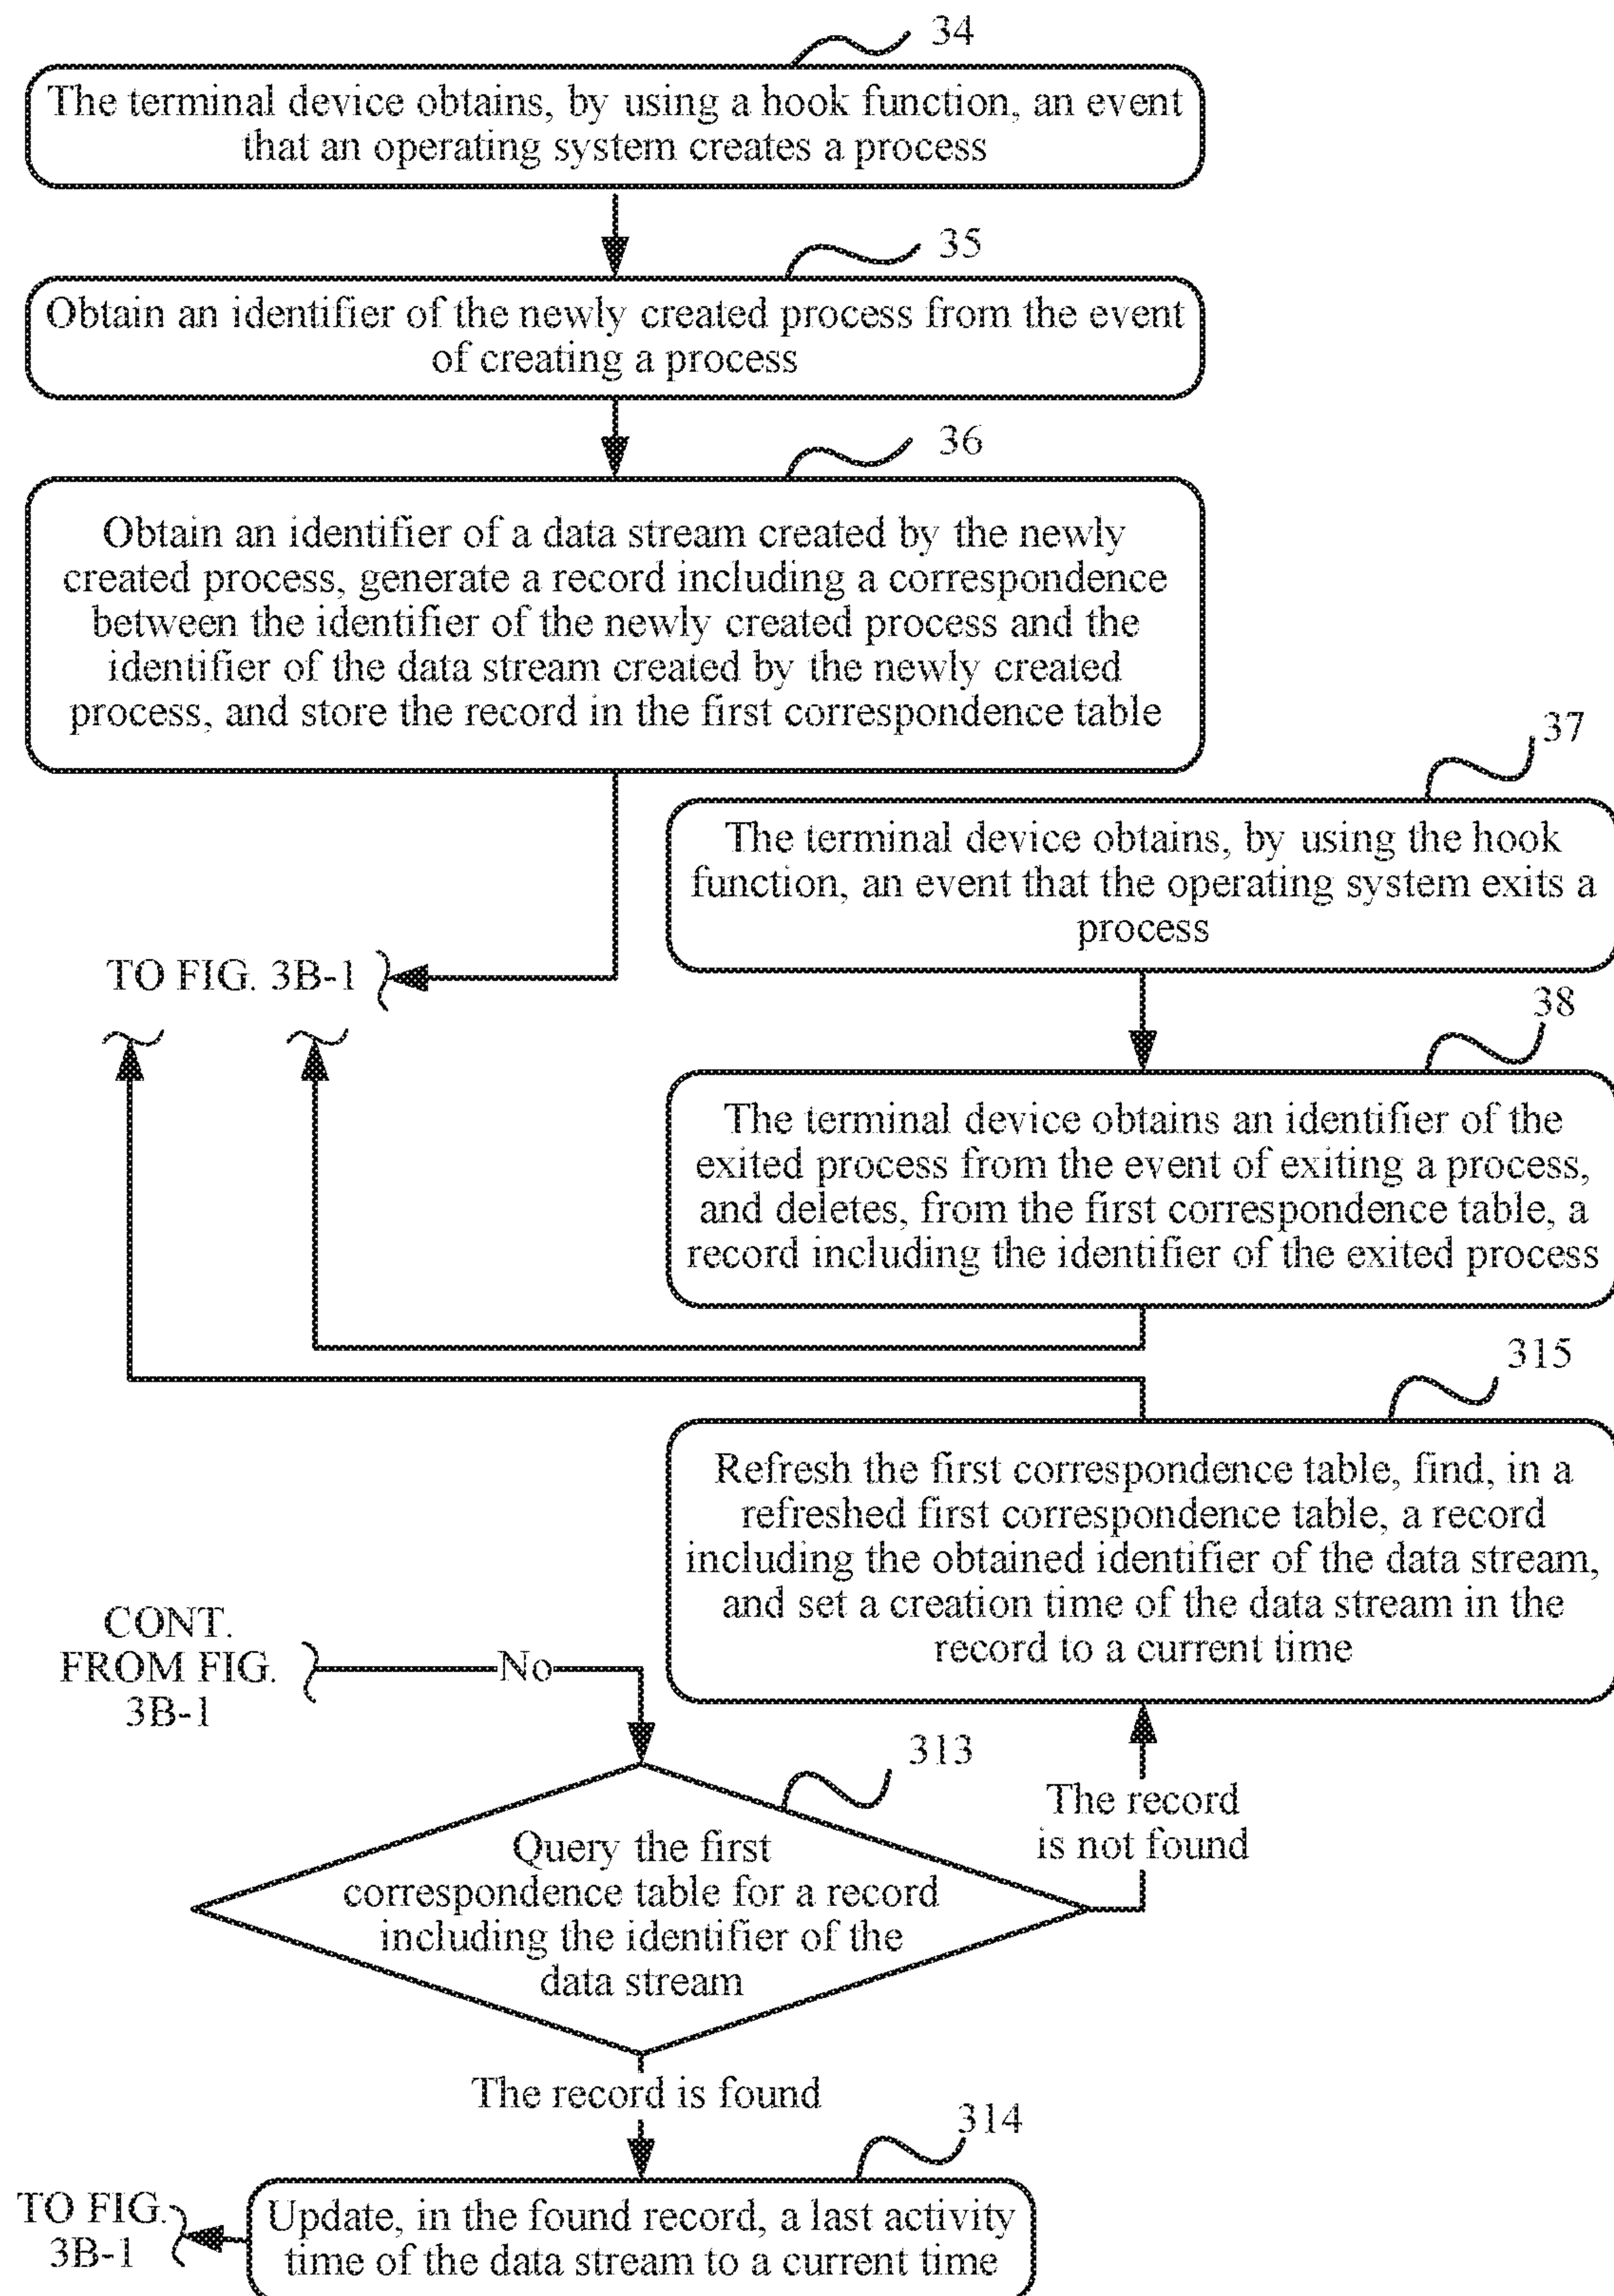 34
The terminal device obtains, by using a hook function, an event
that an operating system creates a process
35
Obtain an identifier of the newly created process from the event
of creating a process
36
Obtain an identifier of a data stream created by the newly
created process, generate a record including a correspondence
between the identifier of the newly created process and the
identifier of the data stream created by the newly created
process, and store the record in the first correspondence table
37
The terminal device obtains, by using the hook
function, an event that the operating system exits a
process
TO FIG. 3B-1
38
The terminal device obtains an identifier of the
exited process from the event of exiting a process,
and deletes, from the first correspondence table, a
record including the identifier of the exited process
315
Refresh the first correspondence table, find, in a
refreshed first correspondence table, a record
including the obtained identifier of the data stream,
and set a creation time of the data stream in the
record to a current time
CONT.
FROM FIG.
3B-1
No
313
Query the first
correspondence table for a record
including the identifier of the
data stream
The record
is not found
The record is found
314
Update, in the found record, a last activity
time of the data stream to a current time
TO FIG.
3B-1